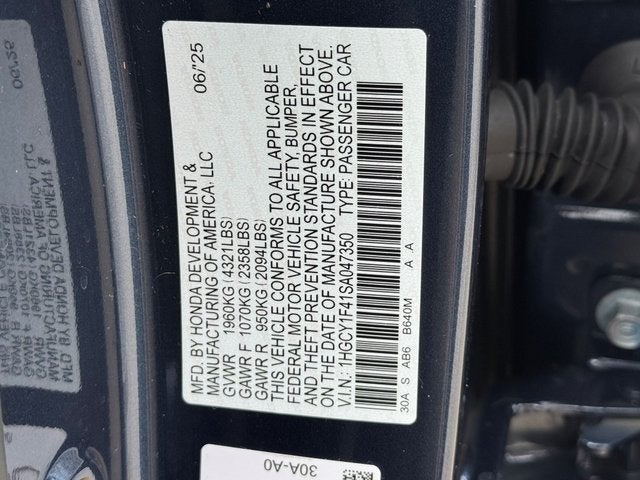 MFD. BY HONDA DEVELOPMENT & 06/'25
MANUFACTURING OF AMERICA, LLC
GVWR 1960KG (4321LBS)
GAWR F 1070KG (2358LBS)
GAWR R 950KG (2094LBS)
THIS VEHICLE CONFORMS TO ALL APPLICABLE
FEDERAL MOTOR VEHICLE SAFETY, BUMPER,
AND THEFT PREVENTION STANDARDS IN EFFECT
ON THE DATE OF MANUFACTURE SHOWN ABOVE.
V.I.N.: 1HGCY1F41SA047350 TYPE: PASSENGER CAR
30A S AB6 B640M A A
30A-A0